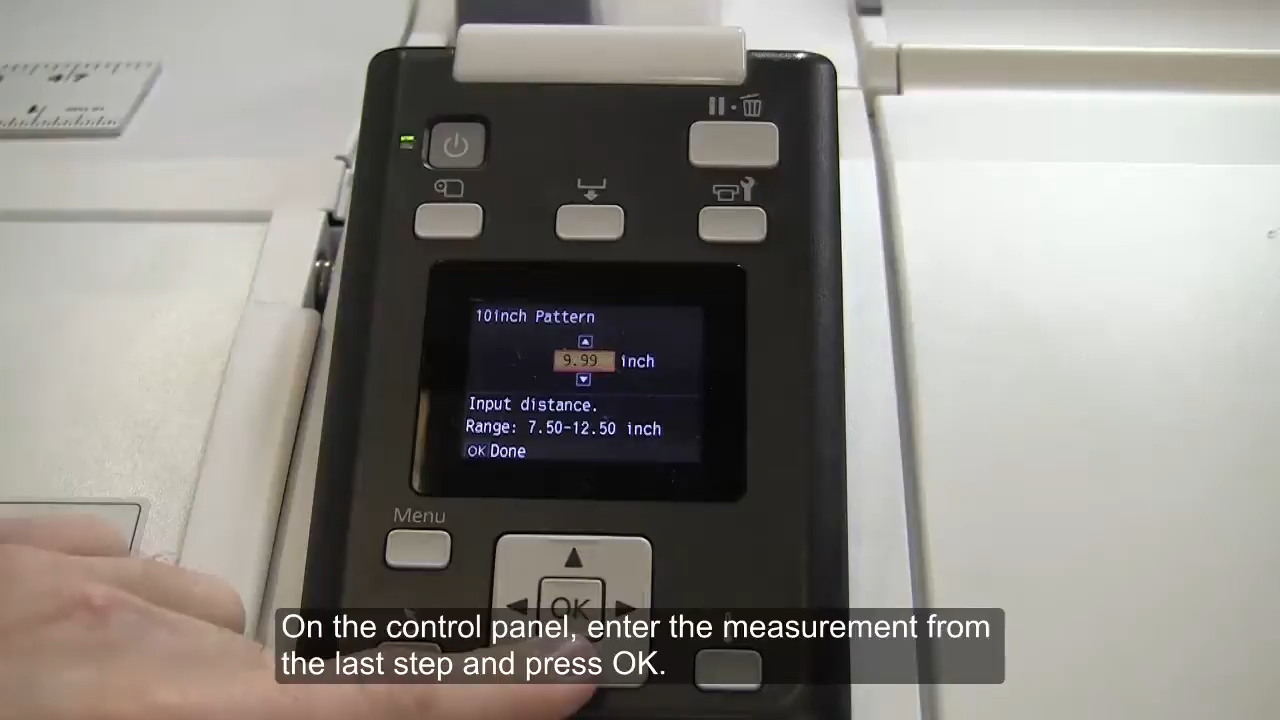 10inch Pattern
9.99 inch
Input distance.
Range: 7.50-12.50 inch
OK Done
Menu
OK
On the control panel, enter the measurement from
the last step and press OK.